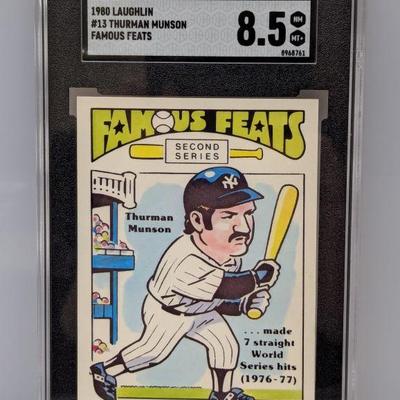 1980 LAUGHLIN
#13 THURMAN MUNSON
FAMOUS FEATS
8.5
NM
MT+
8968761
FAMOUS FEATS
SECOND
SERIES
NY
Thurman
Munson
. . . made
7 straight
World
Series hits
(1976-77)